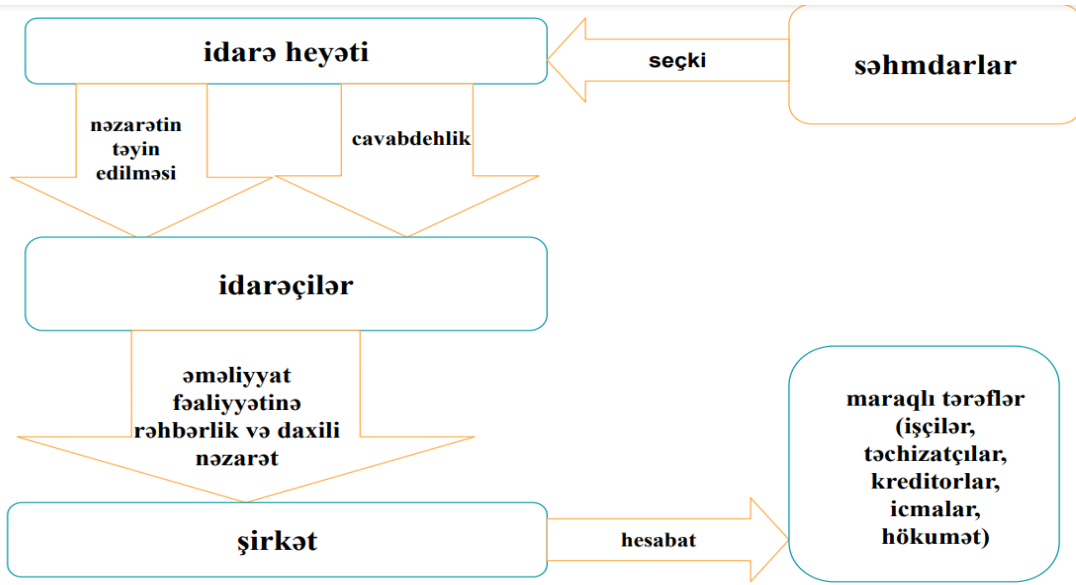 idarə heyəti
seçki
səhmdarlar
nəzarətin
təyin
edilməsi
cavabdehlik
idarəçilər
əməliyyat
fəaliyyətinə
rəhbərlik və daxili
nəzarət
maraqlı tərəflər
(işçilər,
təchizatçılar,
kreditorlar,
icmalar,
hökumət)
şirkət
hesabat